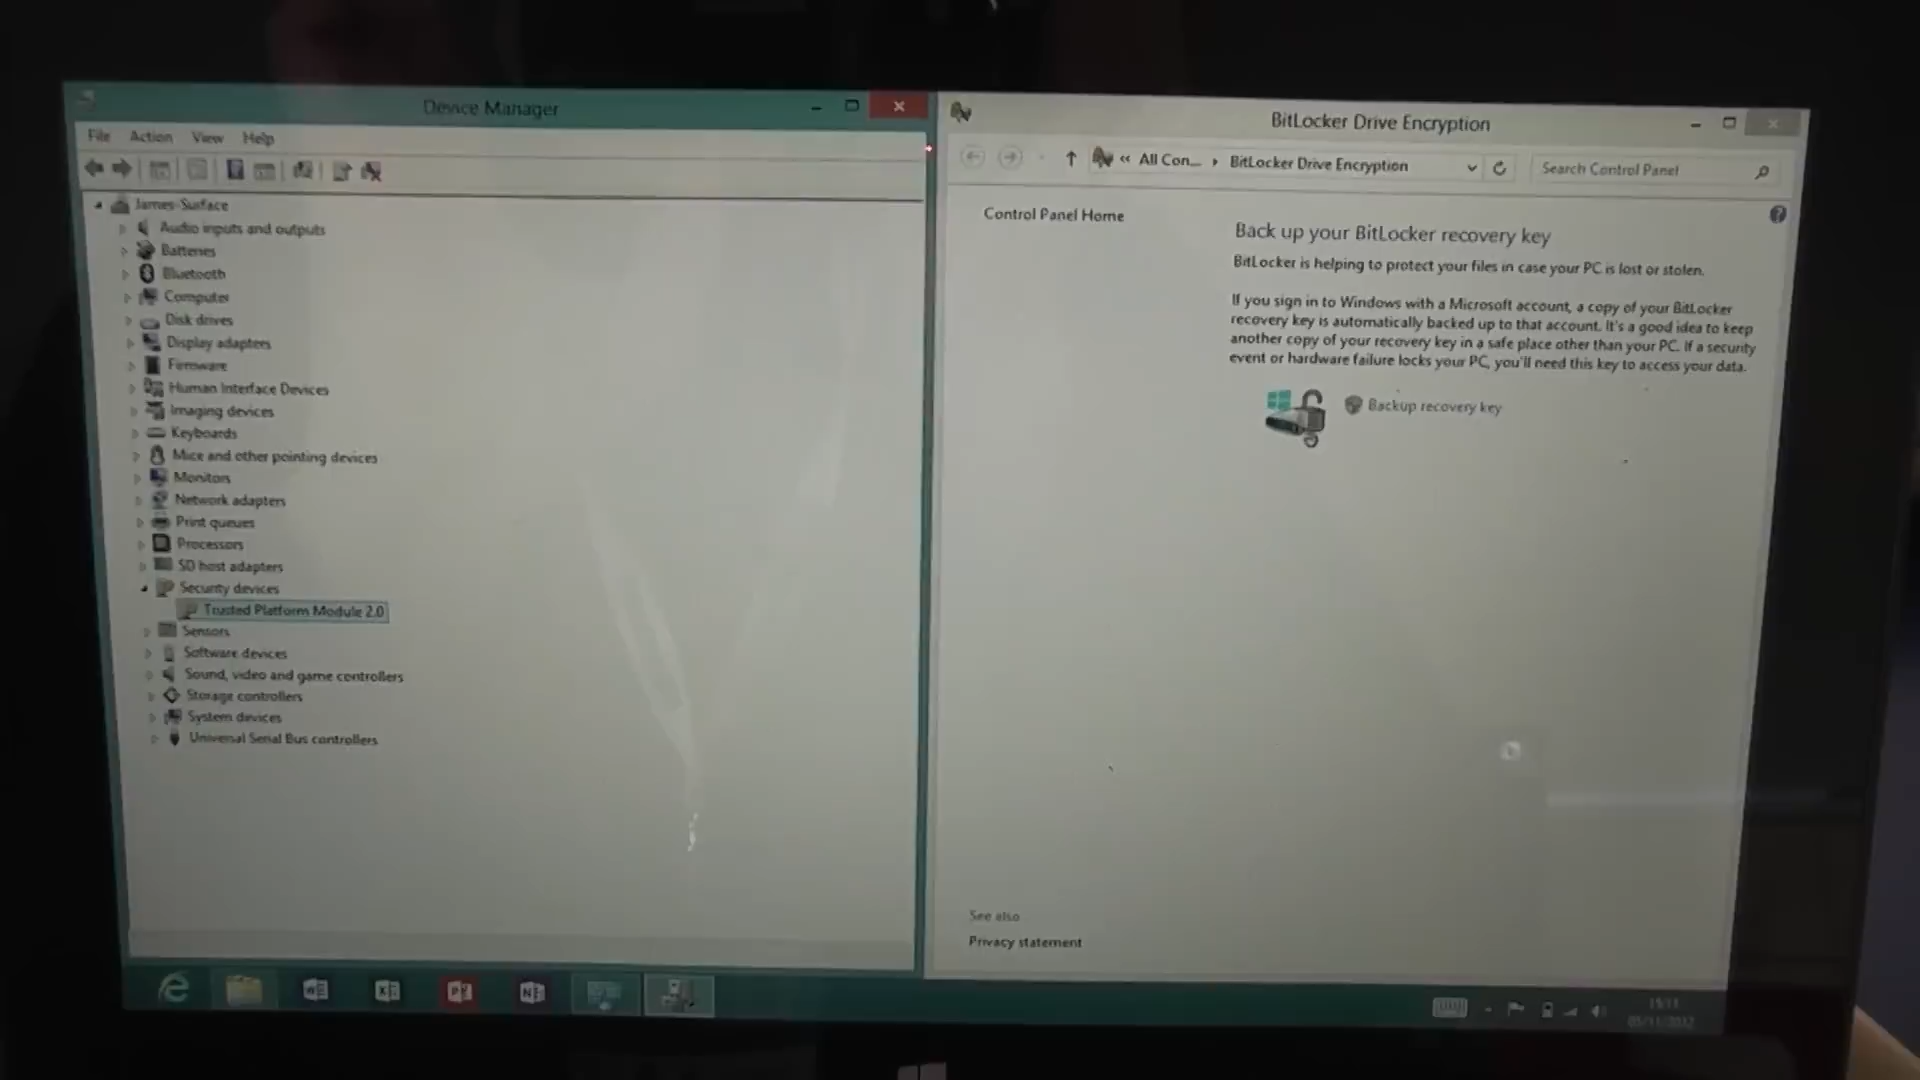 Device Manager
File Action View Help
James-Surface
Audio inputs and outputs
Batteries
Bluetooth
Computer
Disk drives
Display adapters
Firmware
Human Interface Devices
Imaging devices
Keyboards
Mice and other pointing devices
Monitors
Network adapters
Print queues
Processors
SD host adapters
Security devices
Trusted Platform Module 2.0
Sensors
Software devices
Sound, video and game controllers
Storage controllers
System devices
Universal Serial Bus controllers
BitLocker Drive Encryption
« All Con... BitLocker Drive Encryption
Search Control Panel
Control Panel Home
Back up your BitLocker recovery key
BitLocker is helping to protect your files in case your PC is lost or stolen.
If you sign in to Windows with a Microsoft account, a copy of your BitLocker
recovery key is automatically backed up to that account. It's a good idea to keep
another copy of your recovery key in a safe place other than your PC. If a security
event or hardware failure locks your PC, you'll need this key to access your data.
Backup recovery key
See also
Privacy statement
15:11
05/11/2012